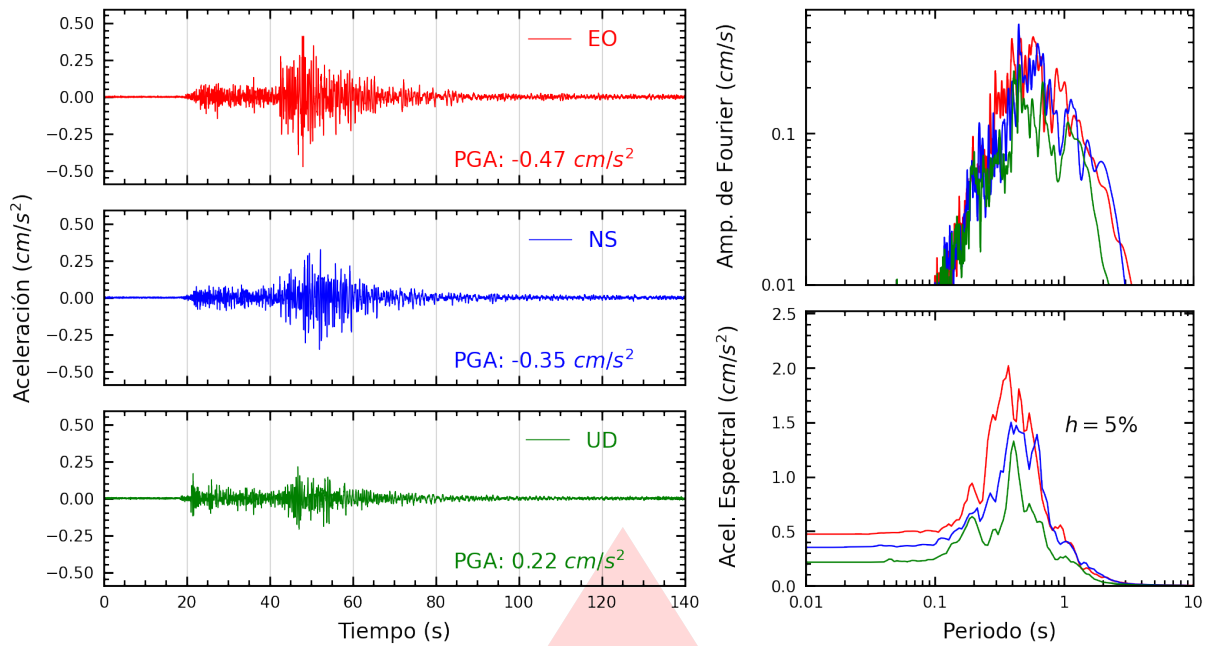 Aceleración (cm/s²)
0.50
0.25
0.00
−0.25
−0.50
EO
PGA: -0.47 cm/s²
0.50
0.25
0.00
−0.25
−0.50
NS
PGA: -0.35 cm/s²
0.50
0.25
0.00
−0.25
−0.50
UD
PGA: 0.22 cm/s²
0 20 40 60 80 100 120 140
Tiempo (s)
Amp. de Fourier (cm/s)
0.1
0.01
Acel. Espectral (cm/s²)
2.5
2.0
1.5
1.0
0.5
0.0
h = 5%
0.01 0.1 1 10
Periodo (s)